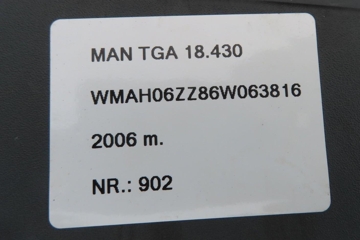 MAN TGA 18.430
WMAH06ZZ86W063816
2006 m.
NR.: 902